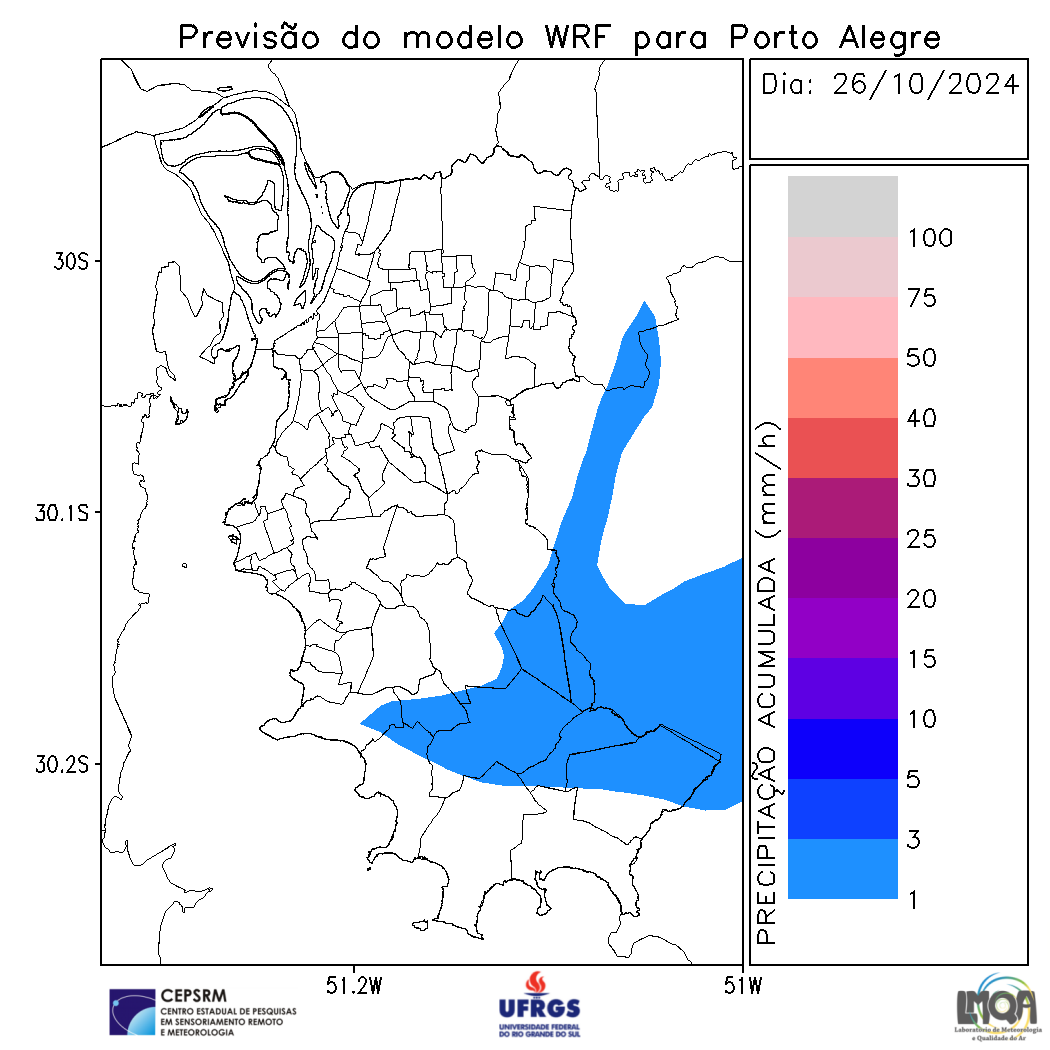 Previsão do modelo WRF para Porto Alegre
Dia: 26/10/2024
30S
30.1S
30.2S
51.2W
51W
PRECIPITAÇÃO ACUMULADA (mm/h)
100
75
50
40
30
25
20
15
10
5
3
1
CEPSRM
CENTRO ESTADUAL DE PESQUISAS
EM SENSORIAMENTO REMOTO
E METEOROLOGIA
UFRGS
UNIVERSIDADE FEDERAL
DO RIO GRANDE DO SUL
LMQA
Laboratório de Meteorologia
e Qualidade do Ar